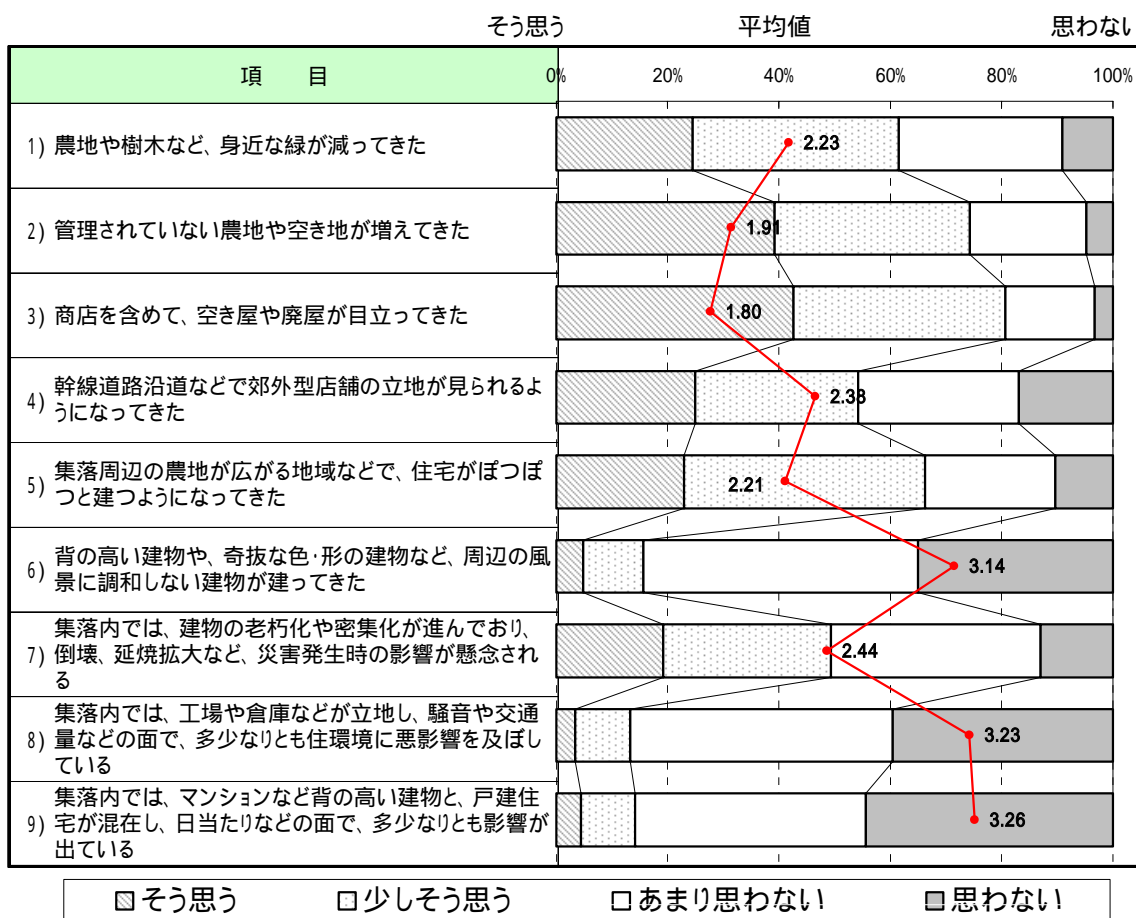 そう思う 平均値 思わない
項 目 0% 20% 40% 60% 80% 100%
1) 農地や樹木など、身近な緑が減ってきた
2.23
2) 管理されていない農地や空き地が増えてきた
1.91
3) 商店を含めて、空き屋や廃屋が目立ってきた
1.80
4) 幹線道路沿道などで郊外型店舗の立地が見られるよ
うになってきた
2.38
5) 集落周辺の農地が広がる地域などで、住宅がぽつぽ
つと建つようになってきた
2.21
6) 背の高い建物や、奇抜な色・形の建物など、周辺の風
景に調和しない建物が建ってきた
3.14
7) 集落内では、建物の老朽化や密集化が進んでおり、
倒壊、延焼拡大など、災害発生時の影響が懸念され
る
2.44
8) 集落内では、工場や倉庫などが立地し、騒音や交通
量などの面で、多少なりとも住環境に悪影響を及ぼし
ている
3.23
9) 集落内では、マンションなど背の高い建物と、戸建住
宅が混在し、日当たりなどの面で、多少なりとも影響が
出ている
3.26
そう思う 少しそう思う あまり思わない 思わない